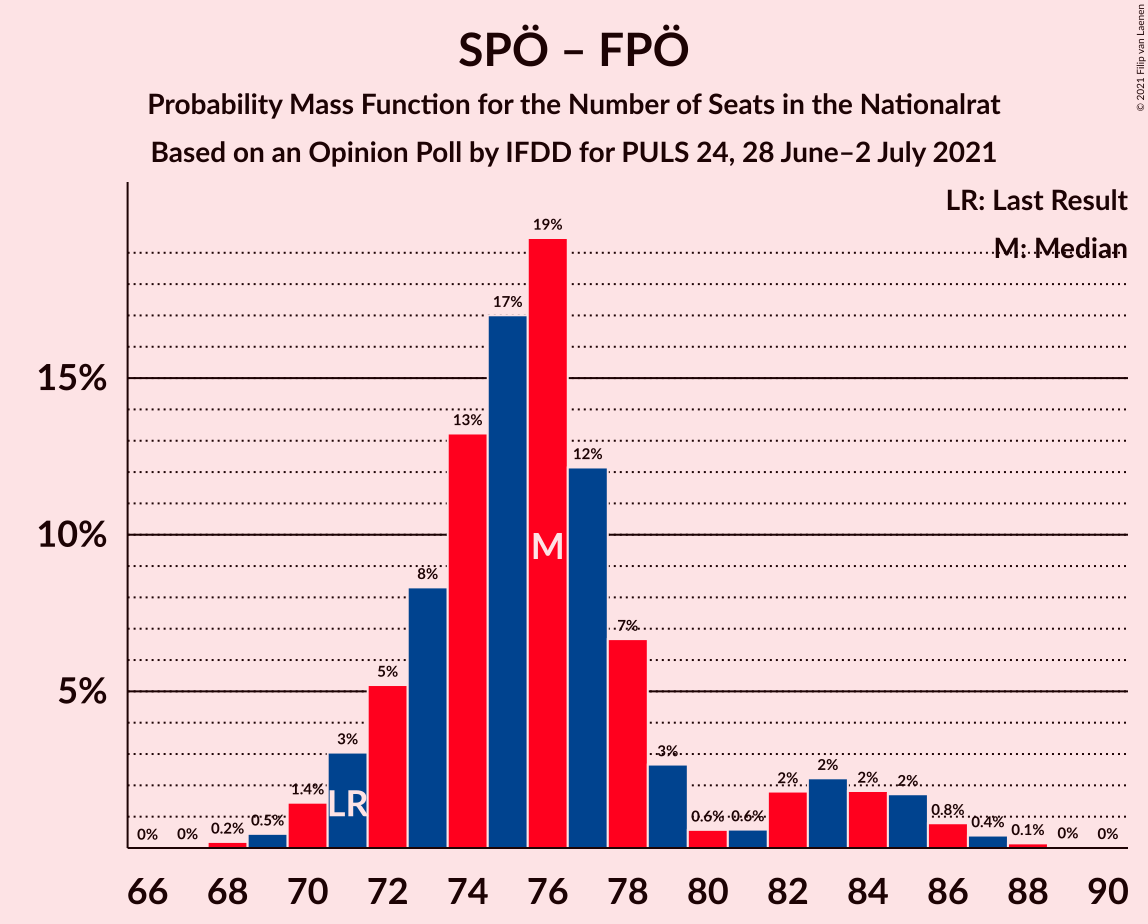 SPÖ – FPÖ
Probability Mass Function for the Number of Seats in the Nationalrat
Based on an Opinion Poll by IFDD for PULS 24, 28 June–2 July 2021
© 2021 Filip van Laenen
LR: Last Result
M: Median
15%
10%
5%
0% 0% 0.2% 0.5% 1.4% 3% 5% 8% 13% 17% 19% 12% 7% 3% 0.6% 0.6% 2% 2% 2% 2% 0.8% 0.4% 0.1% 0% 0%
LR
M
66 68 70 72 74 76 78 80 82 84 86 88 90